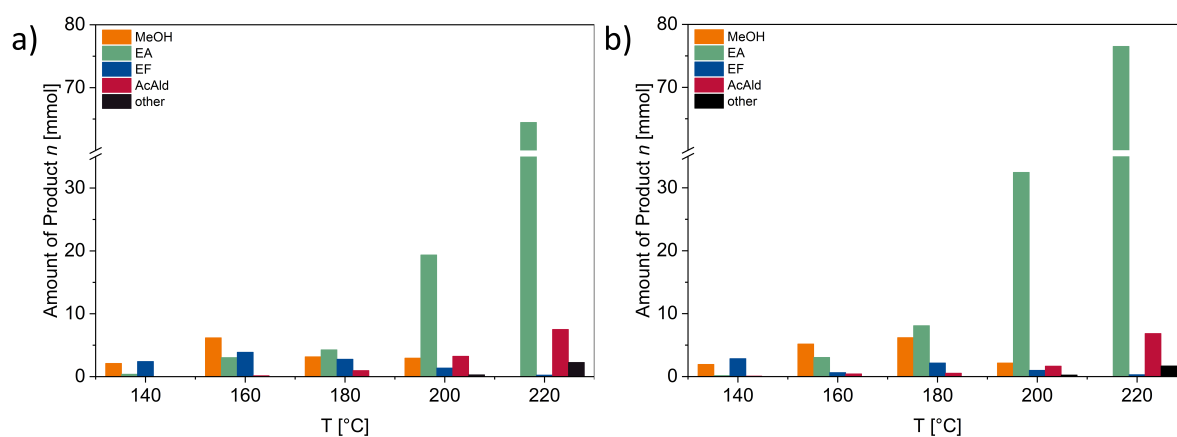 a)
MeOH
EA
EF
AcAld
other
Amount of Product n [mmol]
80
70
30
20
10
0
140 160 180 200 220
T [°C]
b)
MeOH
EA
EF
AcAld
other
Amount of Product n [mmol]
80
70
30
20
10
0
140 160 180 200 220
T [°C]